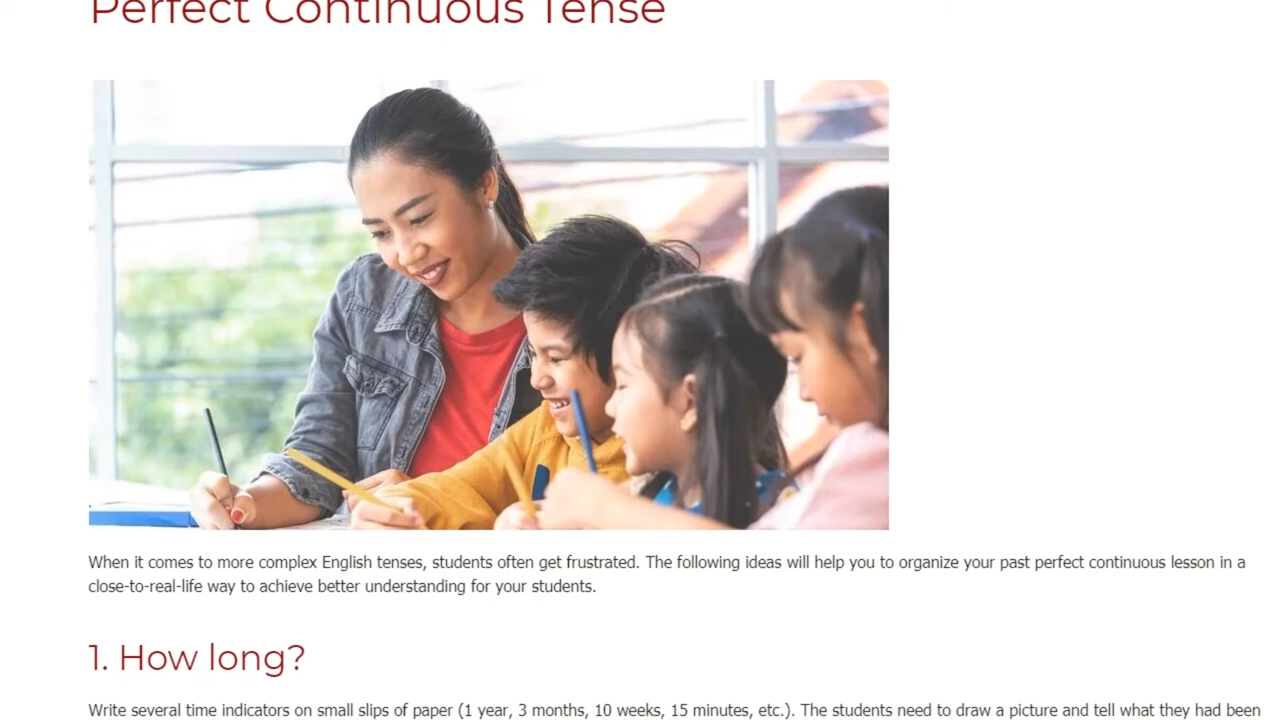 Perfect Continuous Tense
When it comes to more complex English tenses, students often get frustrated. The following ideas will help you to organize your past perfect continuous lesson in a
close-to-real-life way to achieve better understanding for your students.
1. How long?
Write several time indicators on small slips of paper (1 year, 3 months, 10 weeks, 15 minutes, etc.). The students need to draw a picture and tell what they had been